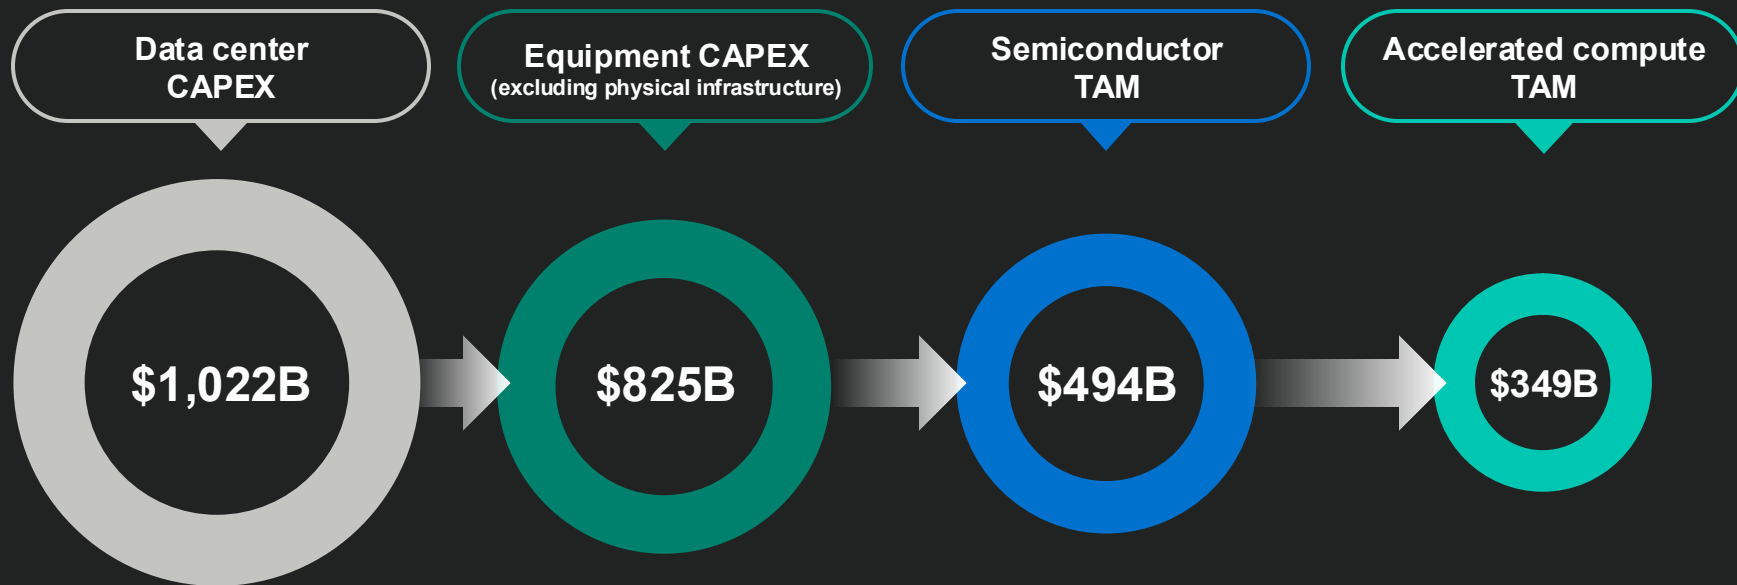 Data center
CAPEX
Equipment CAPEX
(excluding physical infrastructure)
Semiconductor
TAM
Accelerated compute
TAM
$1,022B
$825B
$494B
$349B